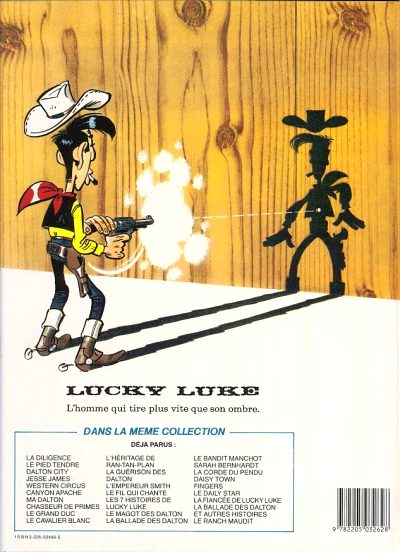 LUCKY LUKE
L'homme qui tire plus vite que son ombre.
DANS LA MEME COLLECTION
DÉJA PARUS :
LA DILIGENCE
LE PIED TENDRE
DALTON CITY
JESSE JAMES
WESTERN CIRCUS
CANYON APACHE
MA DALTON
CHASSEUR DE PRIMES
LE GRAND DUC
LE CAVALIER BLANC
L'HÉRITAGE DE
RAN-TAN-PLAN
LA GUÉRISON DES
DALTON
L'EMPEREUR SMITH
LE FIL QUI CHANTE
LES 7 HISTOIRES DE
LUCKY LUKE
LE MAGOT DES DALTON
LA BALLADE DES DALTON
LE BANDIT MANCHOT
SARAH BERNHARDT
LA CORDE DU PENDU
DAISY TOWN
FINGERS
LE DAILY STAR
LA FIANCÉE DE LUCKY LUKE
LA BALLADE DES DALTON
ET AUTRES HISTOIRES
LE RANCH MAUDIT
9 782205 032628